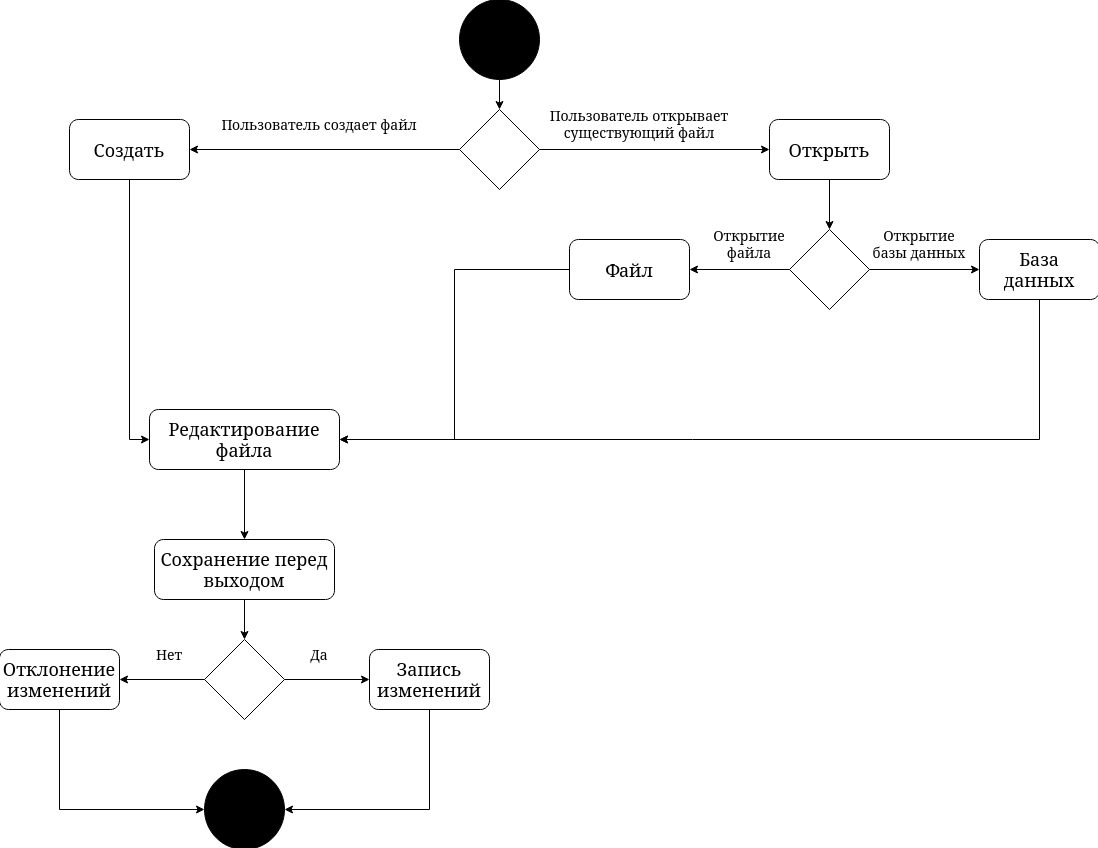 Пользователь создает файл
Пользователь открывает
существующий файл
Создать
Открыть
Открытие
файла
Открытие
базы данных
Файл
База
данных
Редактирование
файла
Сохранение перед
выходом
Нет
Да
Отклонение
изменений
Запись
изменений